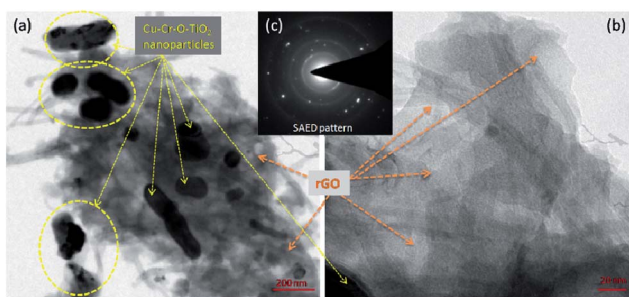 (a)
Cu-Cr-O-TiO₂
nanoparticles
(c)
SAED pattern
(b)
rGO
200 nm
20 nm